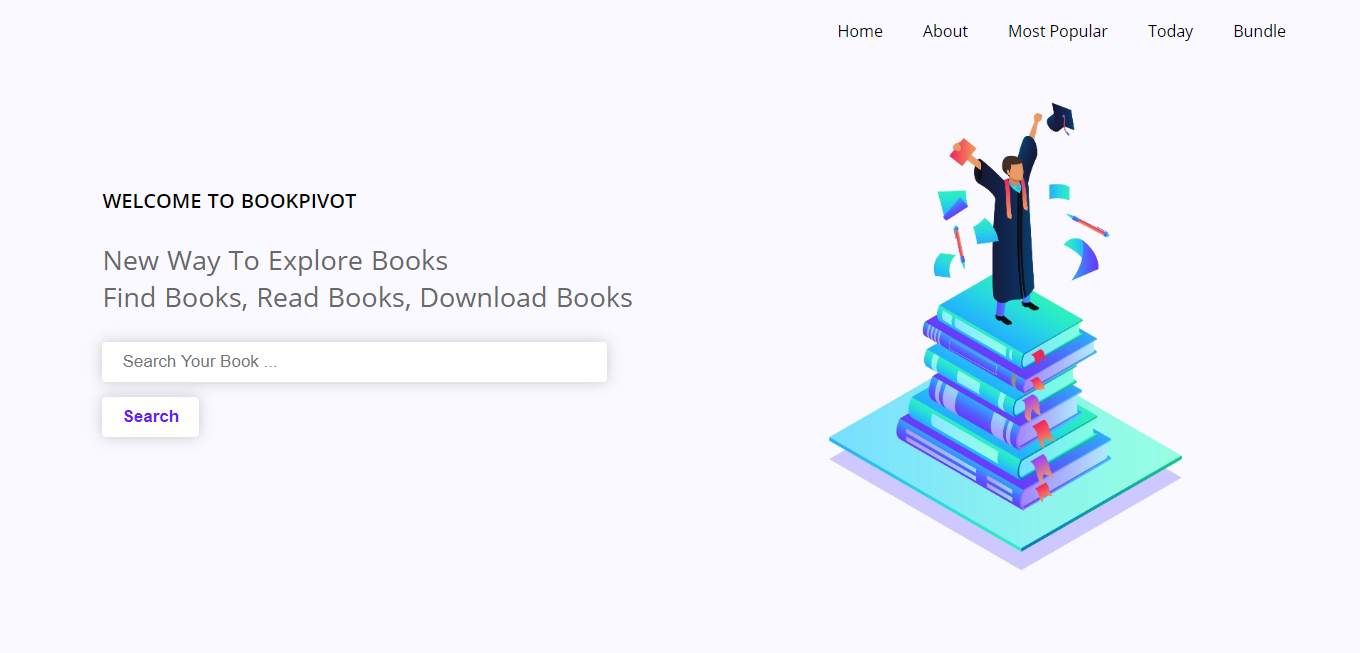 Home About Most Popular Today Bundle
WELCOME TO BOOKPIVOT
New Way To Explore Books
Find Books, Read Books, Download Books
Search Your Book ...
Search